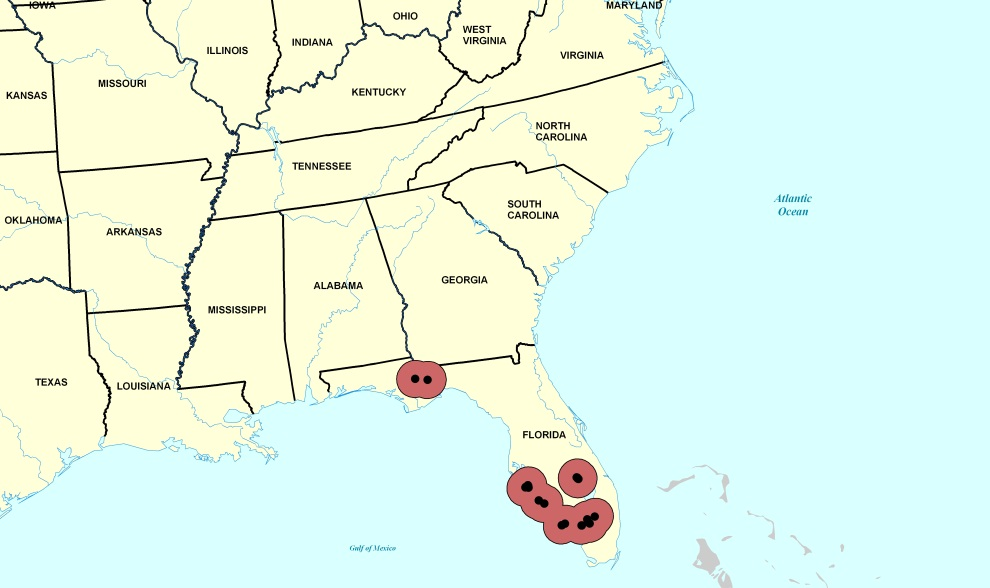 IOWA
OHIO
MARYLAND
WEST
VIRGINIA
ILLINOIS
INDIANA
VIRGINIA
MISSOURI
KANSAS
KENTUCKY
NORTH
CAROLINA
TENNESSEE
SOUTH
CAROLINA
Atlantic
Ocean
OKLAHOMA
ARKANSAS
GEORGIA
ALABAMA
MISSISSIPPI
TEXAS
LOUISIANA
FLORIDA
Gulf of Mexico